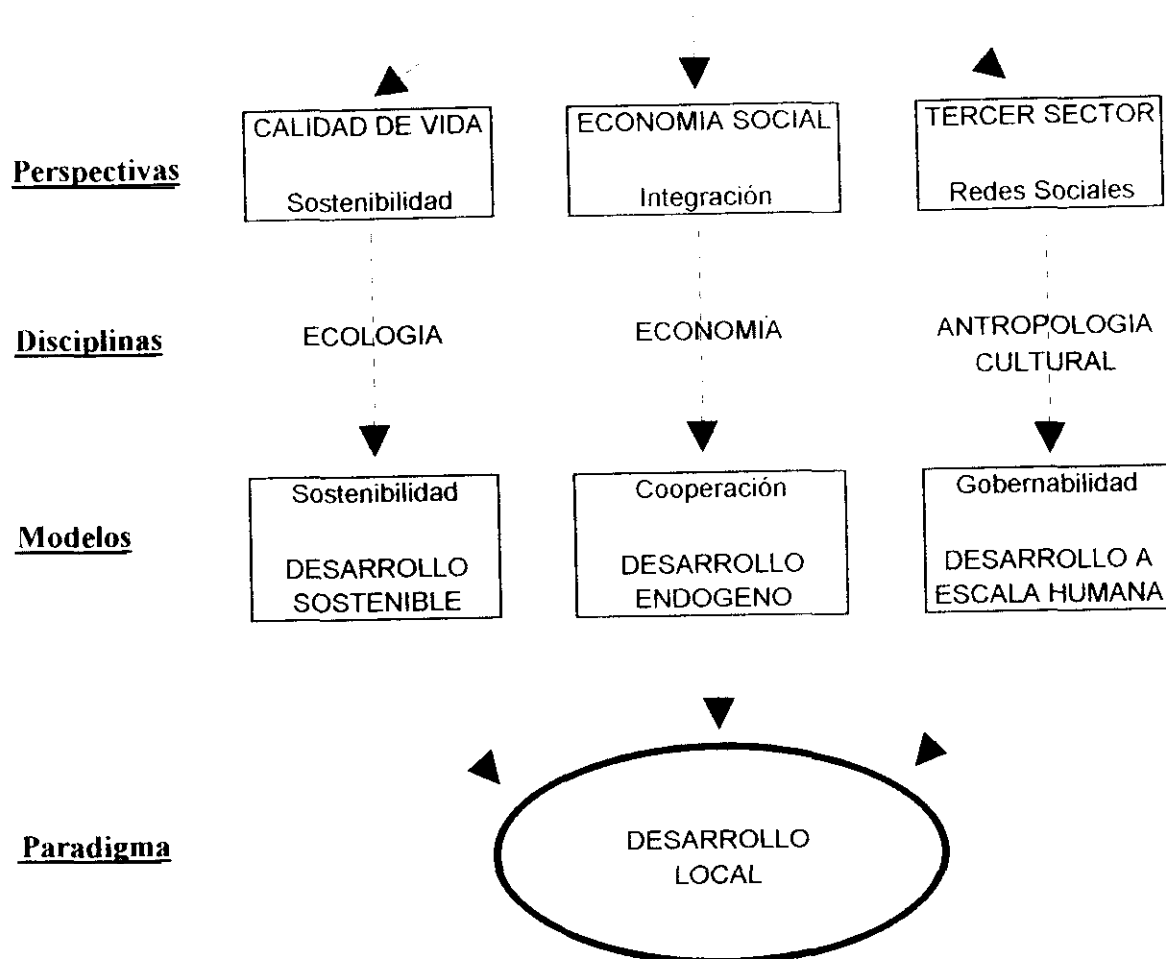 CALIDAD DE VIDA
ECONOMIA SOCIAL
TERCER SECTOR
Perspectivas
Sostenibilidad
Integración
Redes Sociales
Disciplinas
ECOLOGIA
ECONOMIA
ANTROPOLOGIA
CULTURAL
Sostenibilidad
Cooperación
Gobernabilidad
Modelos
DESARROLLO
SOSTENIBLE
DESARROLLO
ENDOGENO
DESARROLLO A
ESCALA HUMANA
Paradigma
DESARROLLO
LOCAL